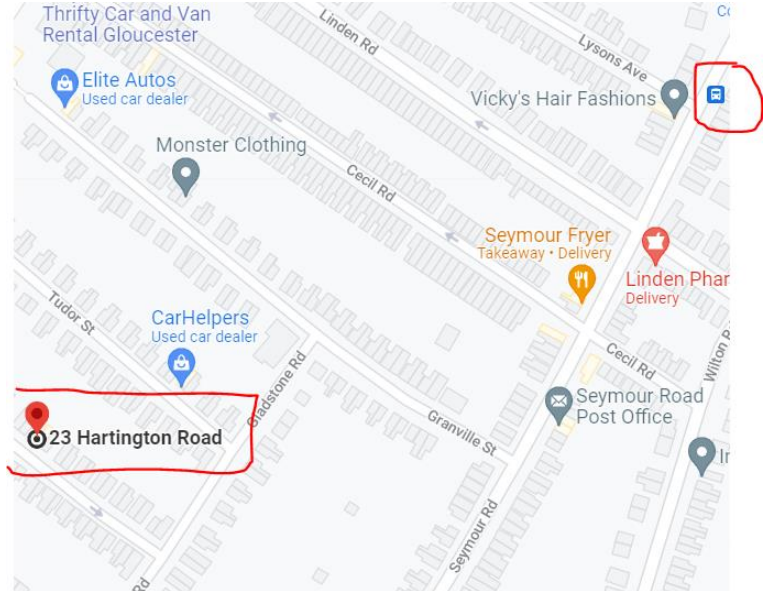 Thrifty Car and Van
Rental Gloucester
Linden Rd
Lysons Ave
Elite Autos
Used car dealer
Vicky's Hair Fashions
Monster Clothing
Cecil Rd
Seymour Fryer
Takeaway • Delivery
Linden Phar
Delivery
Tudor St
CarHelpers
Used car dealer
Gladstone Rd
Cecil Rd
Wilton R
Seymour Road
Post Office
Granville St
23 Hartington Road
Seymour Rd
Rd